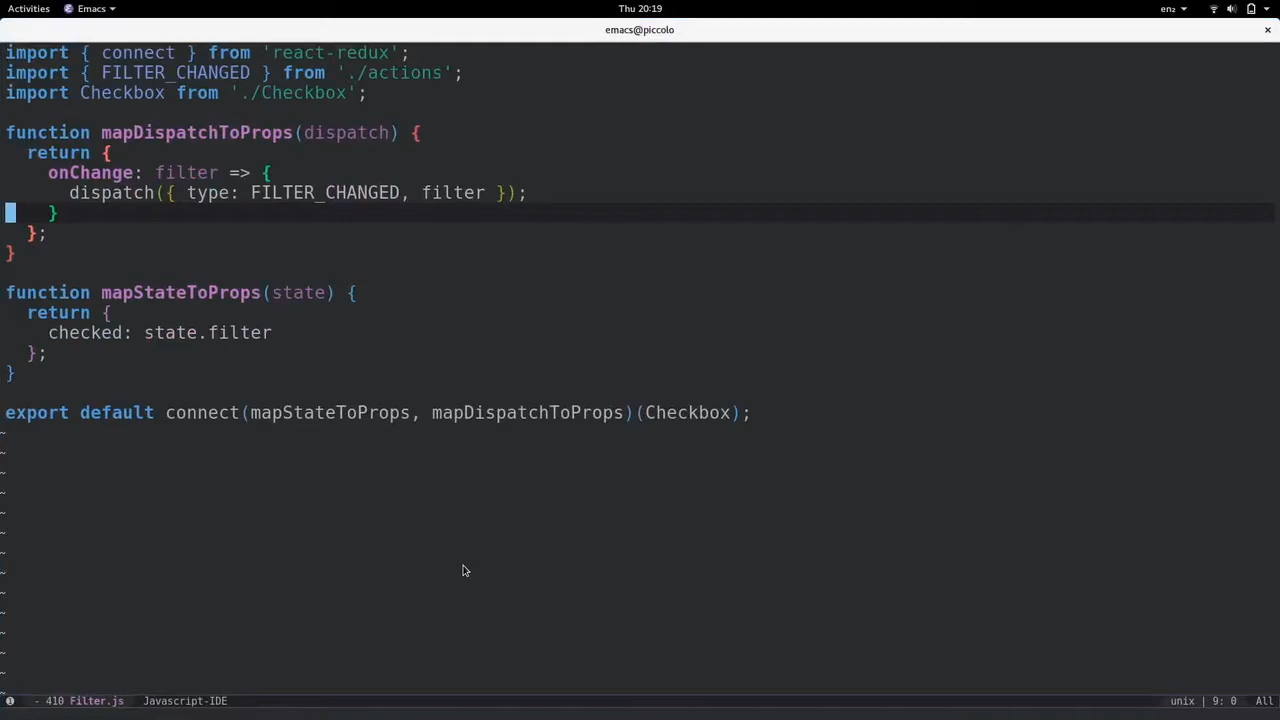 Activities Emacs Thu 20:19 en₂
emacs@piccolo ×
import { connect } from 'react-redux';
import { FILTER_CHANGED } from './actions';
import Checkbox from './Checkbox';
function mapDispatchToProps(dispatch) {
  return {
    onChange: filter => {
      dispatch({ type: FILTER_CHANGED, filter });
    }
  };
}
function mapStateToProps(state) {
  return {
    checked: state.filter
  };
}
export default connect(mapStateToProps, mapDispatchToProps)(Checkbox);
~
~
~
~
~
~
~
~
~
~
~
~
~
~
❶ - 410 Filter.js Javascript-IDE unix | 9: 0 All